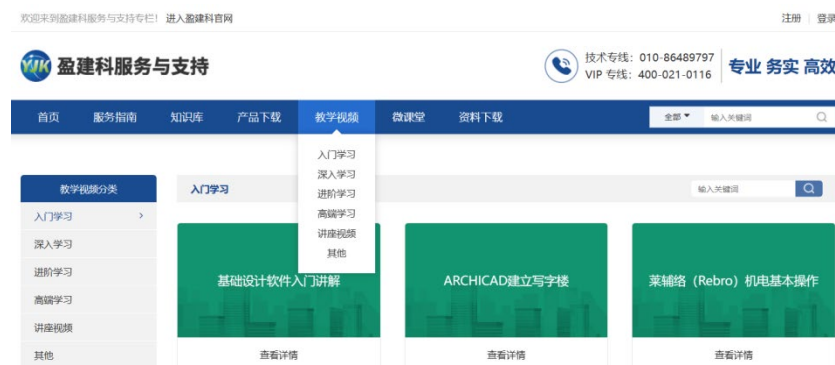 欢迎来到盈建科服务与支持专栏! 进入盈建科官网
注册 登录
YJK 盈建科服务与支持
技术专线: 010-86489797
VIP 专线: 400-021-0116
专业 务实 高效
首页 服务指南 知识库 产品下载 教学视频 微课堂 资料下载
全部 输入关键词
入门学习
深入学习
进阶学习
高端学习
讲座视频
其他
教学视频分类
入门学习 >
深入学习
进阶学习
高端学习
讲座视频
其他
入门学习
输入关键词
基础设计软件入门讲解
查看详情
ARCHICAD建立写字楼
查看详情
莱辅络 (Rebro) 机电基本操作
查看详情